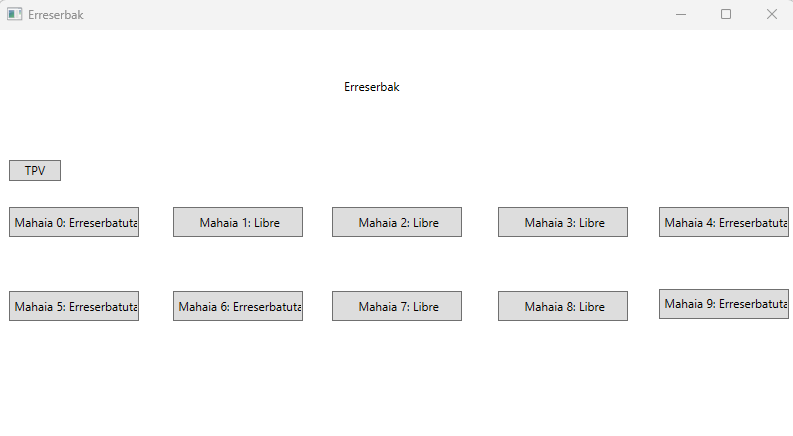 Erreserbak
Erreserbak
TPV
Mahaia 0: Erreserbatuta
Mahaia 1: Libre
Mahaia 2: Libre
Mahaia 3: Libre
Mahaia 4: Erreserbatuta
Mahaia 5: Erreserbatuta
Mahaia 6: Erreserbatuta
Mahaia 7: Libre
Mahaia 8: Libre
Mahaia 9: Erreserbatuta